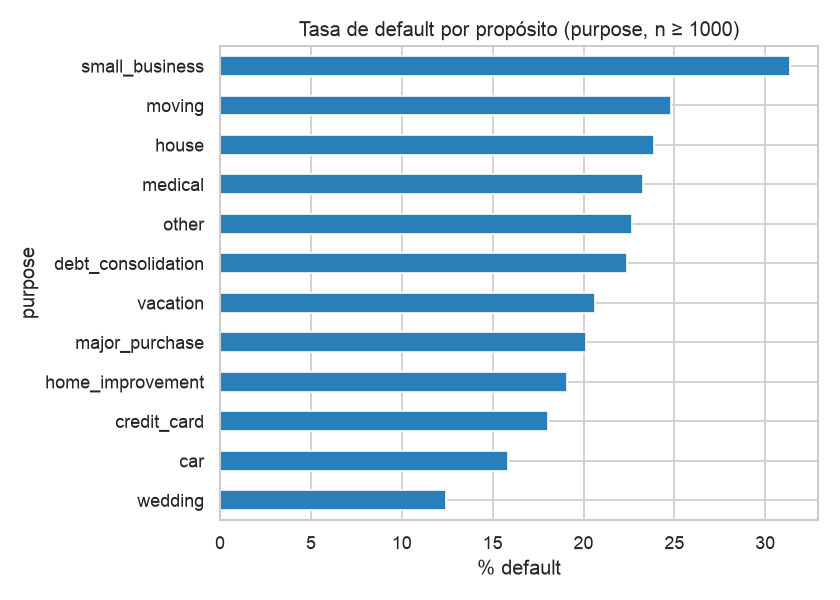 Tasa de default por propósito (purpose, n ≥ 1000)
small_business
moving
house
medical
other
debt_consolidation
vacation
major_purchase
home_improvement
credit_card
car
wedding
purpose
0 5 10 15 20 25 30
% default